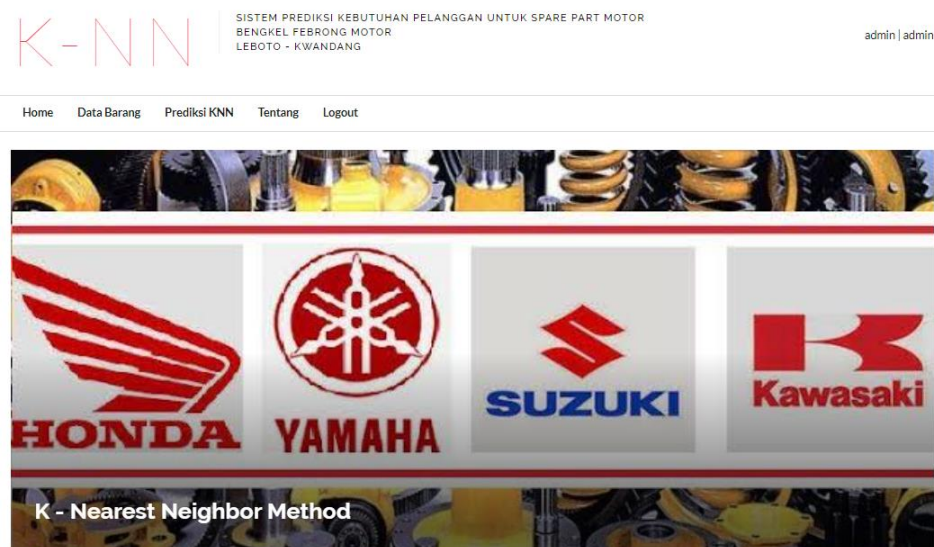 K-NN
SISTEM PREDIKSI KEBUTUHAN PELANGGAN UNTUK SPARE PART MOTOR
BENGKEL FEBRONG MOTOR
LEBOTO - KWANDANG
admin | admin
Home Data Barang Prediksi KNN Tentang Logout
HONDA YAMAHA SUZUKI Kawasaki
K - Nearest Neighbor Method